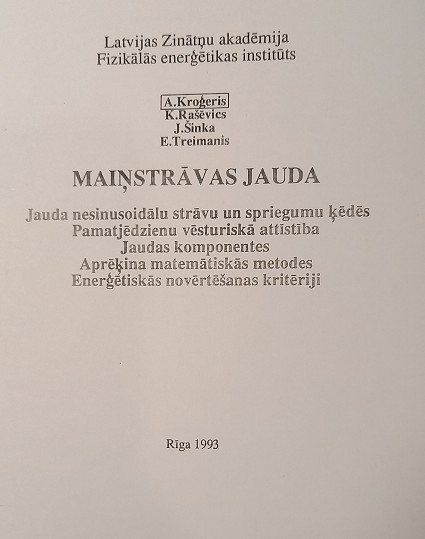 Latvijas Zinātņu akadēmija
Fizikālās enerģētikas institūts
A.Kroģeris
K.Rašēvics
J.Šinka
E.Treimanis
MAIŅSTRĀVAS JAUDA
Jauda nesinusoidālu strāvu un spriegumu ķēdēs
Pamatjēdzienu vēsturiskā attīstība
Jaudas komponentes
Aprēķina matemātiskās metodes
Enerģētiskās novērtēšanas kritēriji
Rīga 1993